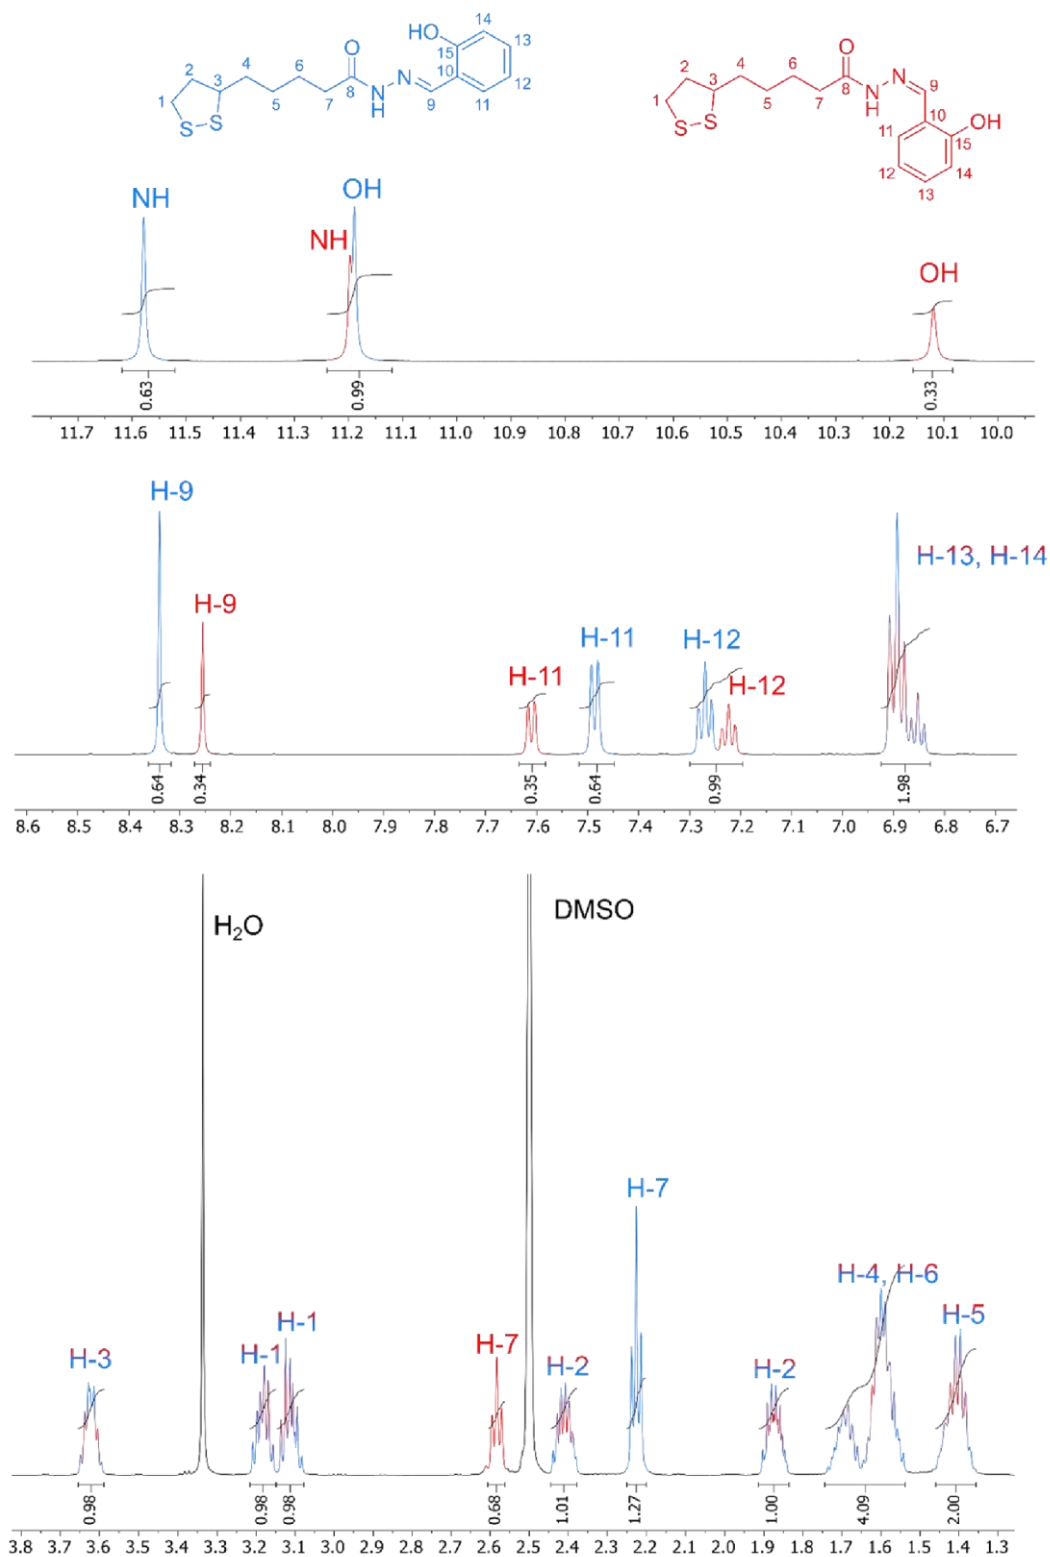 HO
14
13
15
O
2
4
6
N
10
12
3
8
1
5
7
N
H
9
11
S
S
O
2
4
6
N
9
3
8
1
5
7
N
H
10
OH
S
S
11
15
12
14
13
NH
OH
NH
OH
0.63
0.99
0.33
11.7 11.6 11.5 11.4 11.3 11.2 11.1 11.0 10.9 10.8 10.7 10.6 10.5 10.4 10.3 10.2 10.1 10.0
H-9
H-13, H-14
H-9
H-11
H-12
H-11
H-12
0.64
0.34
0.35
0.64
0.99
1.98
8.6 8.5 8.4 8.3 8.2 8.1 8.0 7.9 7.8 7.7 7.6 7.5 7.4 7.3 7.2 7.1 7.0 6.9 6.8 6.7
H₂O
DMSO
H-7
H-4, H-6
H-1
H-5
H-3
H-1
H-7
H-2
H-2
0.98
0.98
0.98
0.68
1.01
1.27
1.00
4.09
2.00
3.8 3.7 3.6 3.5 3.4 3.3 3.2 3.1 3.0 2.9 2.8 2.7 2.6 2.5 2.4 2.3 2.2 2.1 2.0 1.9 1.8 1.7 1.6 1.5 1.4 1.3